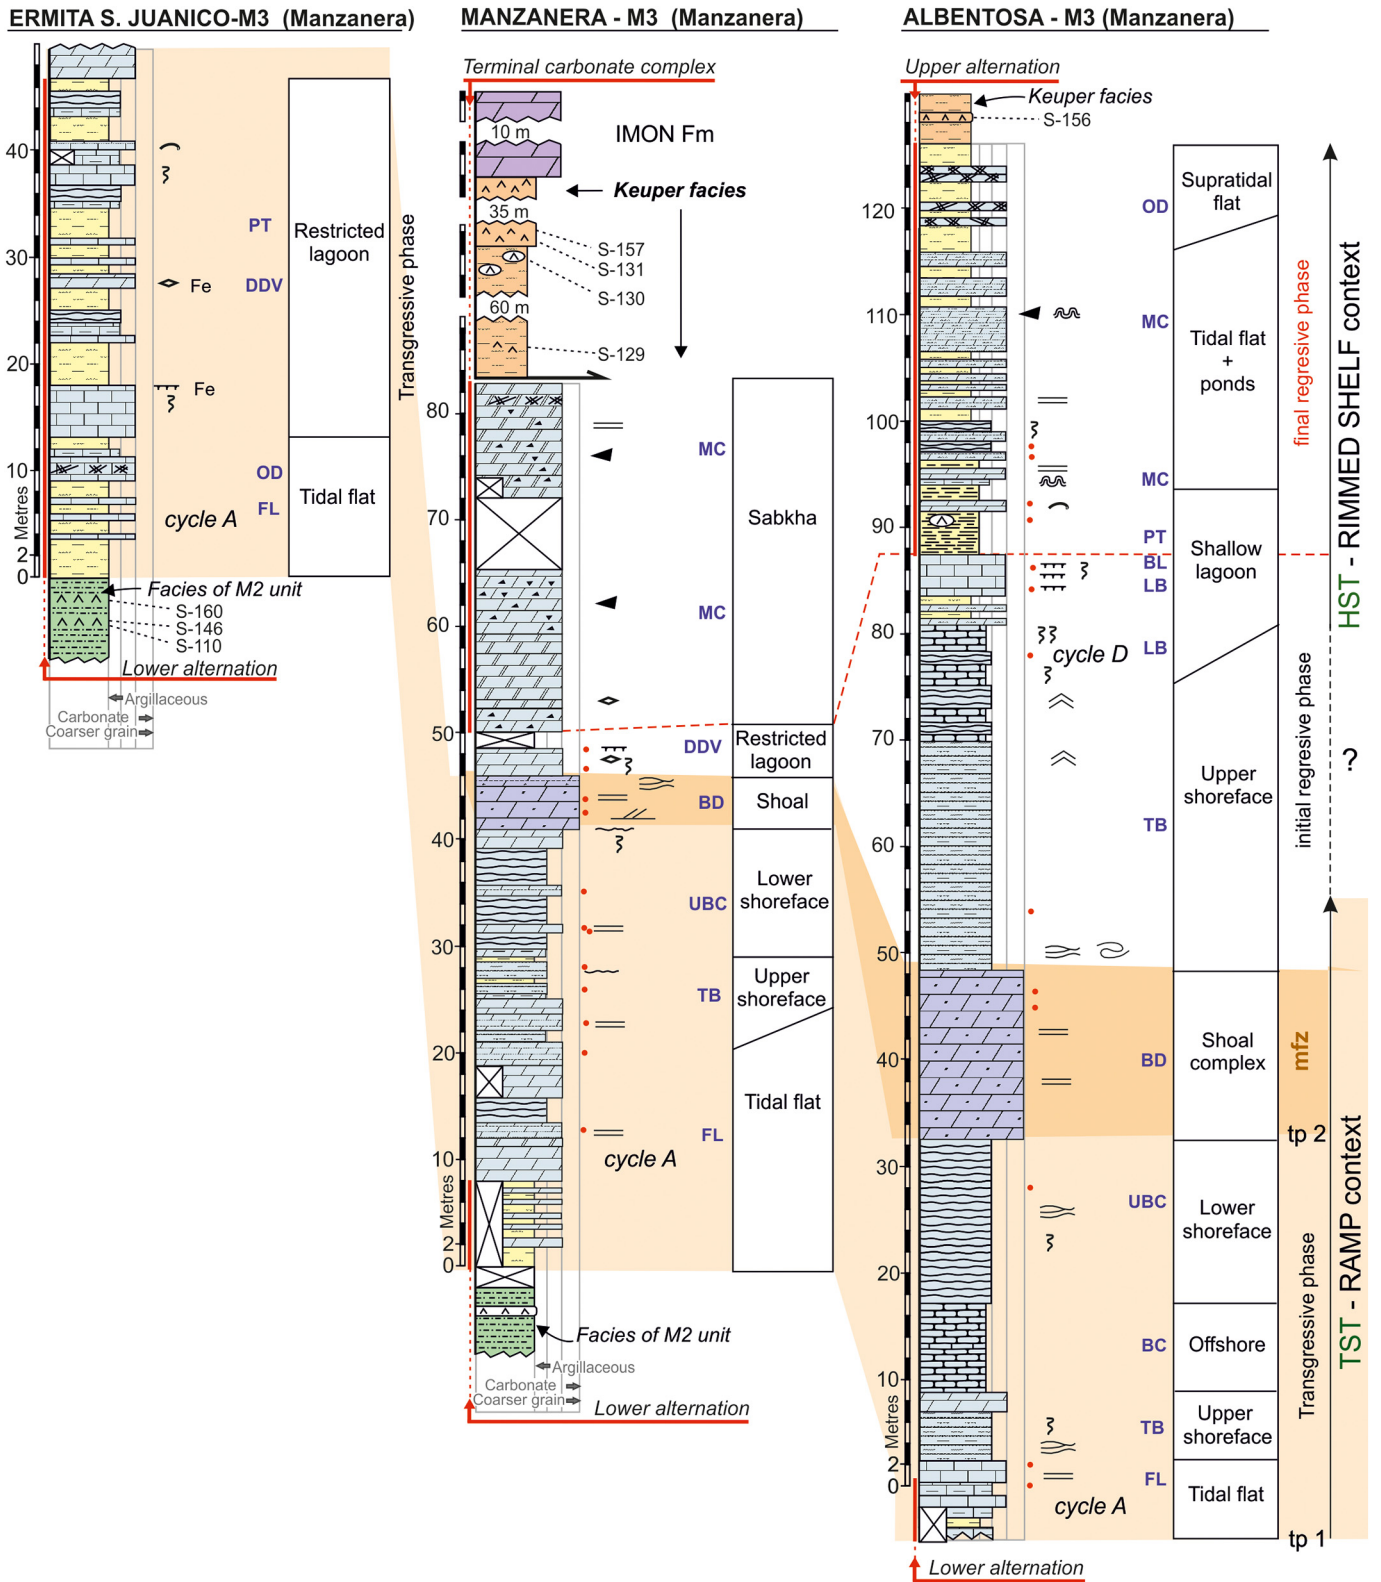 ERMITA S. JUANICO-M3 (Manzanera)
40
30
20
10
2
0
Metres
Fe
Fe
PT
DDV
OD
FL
cycle A
Restricted
lagoon
Tidal flat
Transgressive phase
Facies of M2 unit
S-160
S-146
S-110
Lower alternation
Argillaceous
Carbonate
Coarser grain
MANZANERA - M3 (Manzanera)
Terminal carbonate complex
10 m
IMON Fm
Keuper facies
35 m
S-157
S-131
S-130
60 m
S-129
80
70
60
50
40
30
20
10
2
0
Metres
MC
MC
DDV
BD
UBC
TB
FL
cycle A
Sabkha
Restricted
lagoon
Shoal
Lower
shoreface
Upper
shoreface
Tidal flat
Facies of M2 unit
Argillaceous
Carbonate
Coarser grain
Lower alternation
ALBENTOSA - M3 (Manzanera)
Upper alternation
Keuper facies
S-156
120
110
100
90
80
70
60
50
40
30
20
10
2
0
Metres
OD
MC
MC
PT
BL
LB
cycle D
LB
TB
BD
UBC
BC
TB
FL
cycle A
Supratidal
flat
Tidal flat
+
ponds
Shallow
lagoon
Upper
shoreface
Shoal
complex
Lower
shoreface
Offshore
Upper
shoreface
Tidal flat
final regresive phase
initial regresive phase
mfz
tp 2
Transgressive phase
tp 1
HST - RIMMED SHELF context
?
TST - RAMP context
Lower alternation